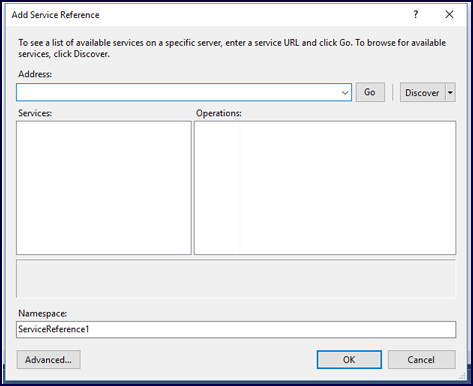 Add Service Reference
? ×
To see a list of available services on a specific server, enter a service URL and click Go. To browse for available
services, click Discover.
Address:
Go Discover
Services: Operations:
Namespace:
ServiceReference1
Advanced... OK Cancel